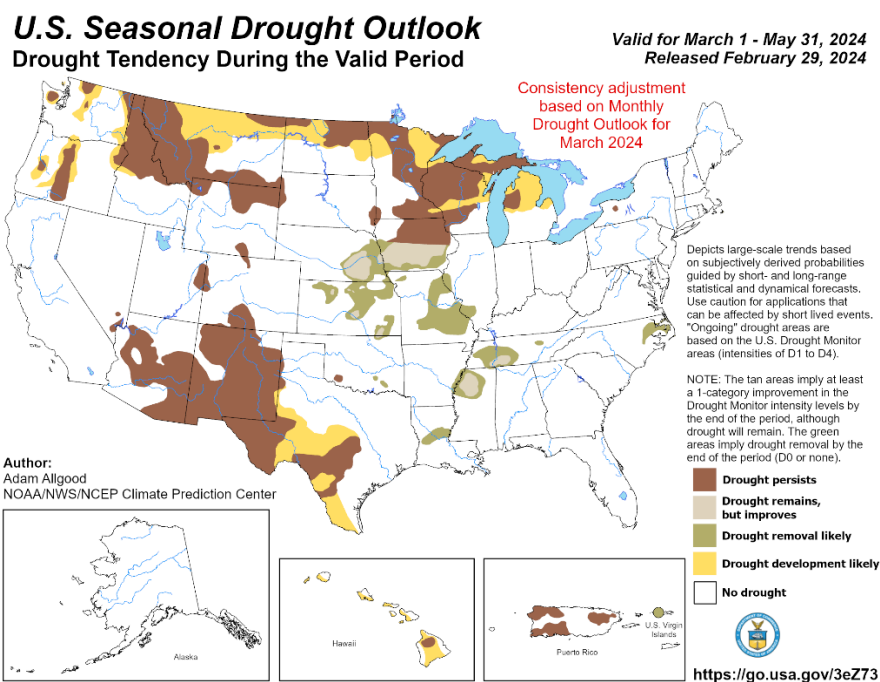 U.S. Seasonal Drought Outlook
Drought Tendency During the Valid Period
Valid for March 1 - May 31, 2024
Released February 29, 2024
Consistency adjustment
based on Monthly
Drought Outlook for
March 2024
Depicts large-scale trends based
on subjectively derived probabilities
guided by short- and long-range
statistical and dynamical forecasts.
Use caution for applications that
can be affected by short lived events.
"Ongoing" drought areas are
based on the U.S. Drought Monitor
areas (intensities of D1 to D4).
NOTE: The tan areas imply at least
a 1-category improvement in the
Drought Monitor intensity levels by
the end of the period, although
drought will remain. The green
areas imply drought removal by the
end of the period (D0 or none).
Author:
Adam Allgood
NOAA/NWS/NCEP Climate Prediction Center
Drought persists
Drought remains,
but improves
Drought removal likely
Drought development likely
No drought
Alaska
Hawaii
Puerto Rico
U.S. Virgin
Islands
https://go.usa.gov/3eZ73